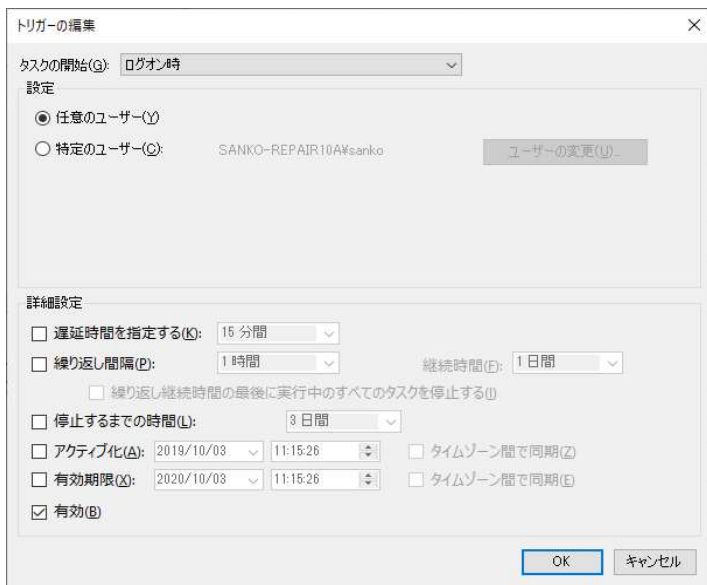 トリガーの編集
タスクの開始(G): ログオン時
設定
任意のユーザー(Y)
特定のユーザー(C): SANKO-REPAIR10A¥sanko ユーザーの変更(U)...
詳細設定
遅延時間を指定する(K): 15 分間
繰り返し間隔(P): 1 時間 継続時間(F): 1 日間
繰り返し継続時間の最後に実行中のすべてのタスクを停止する(I)
停止するまでの時間(L): 3 日間
アクティブ化(A): 2019/10/03 11:15:26 タイムゾーン間で同期(Z)
有効期限(X): 2020/10/03 11:15:26 タイムゾーン間で同期(E)
有効(B)
OK キャンセル